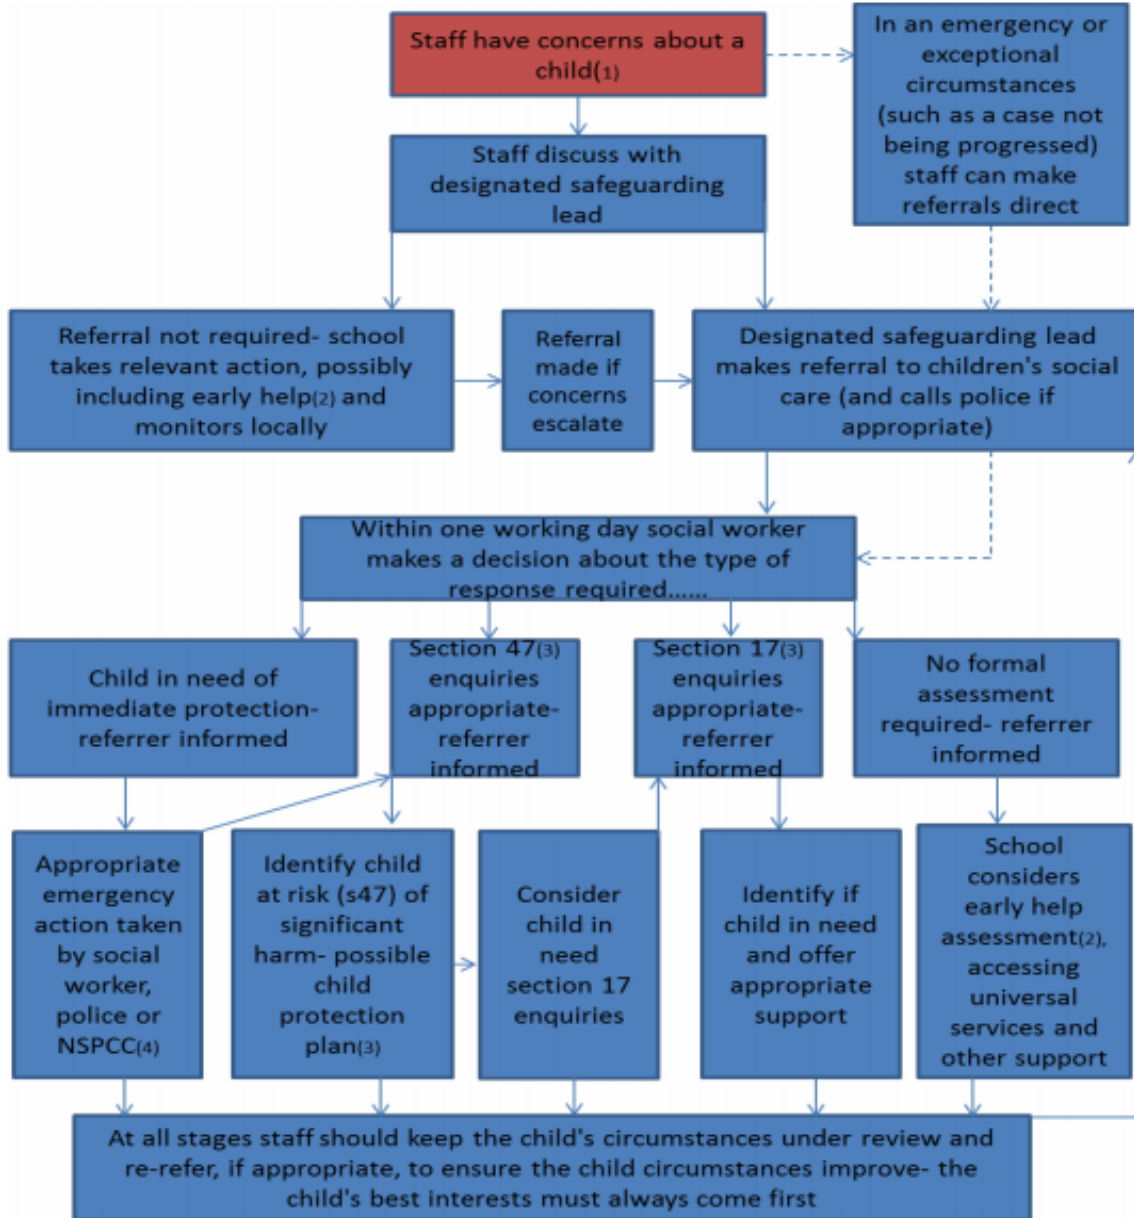 Staff have concerns about a
child(1)
In an emergency or
exceptional
circumstances
(such as a case not
being progressed)
staff can make
referrals direct
Staff discuss with
designated safeguarding
lead
Referral not required- school
takes relevant action, possibly
including early help(2) and
monitors locally
Referral
made if
concerns
escalate
Designated safeguarding lead
makes referral to children's social
care (and calls police if
appropriate)
Within one working day social worker
makes a decision about the type of
response required......
Child in need of
immediate protection-
referrer informed
Section 47(3)
enquiries
appropriate-
referrer
informed
Section 17(3)
enquiries
appropriate-
referrer
informed
No formal
assessment
required- referrer
informed
Appropriate
emergency
action taken
by social
worker,
police or
NSPCC(4)
Identify child
at risk (s47) of
significant
harm- possible
child
protection
plan(3)
Consider
child in
need
section 17
enquiries
Identify if
child in need
and offer
appropriate
support
School
considers
early help
assessment(2),
accessing
universal
services and
other support
At all stages staff should keep the child's circumstances under review and
re-refer, if appropriate, to ensure the child circumstances improve- the
child's best interests must always come first